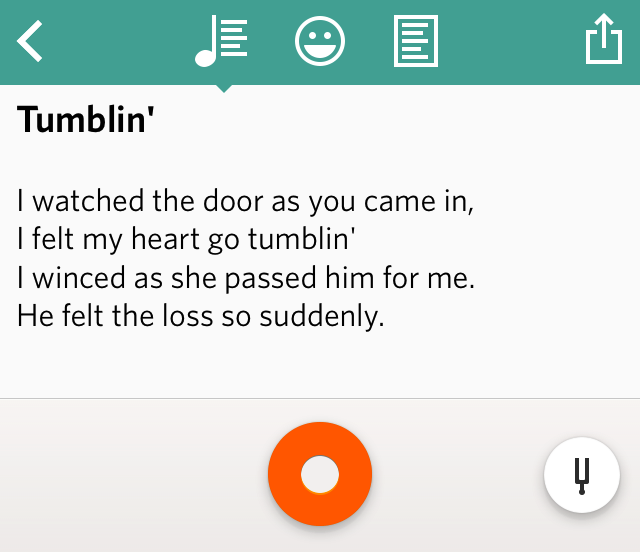 Tumblin'
I watched the door as you came in,
I felt my heart go tumblin'
I winced as she passed him for me.
He felt the loss so suddenly.